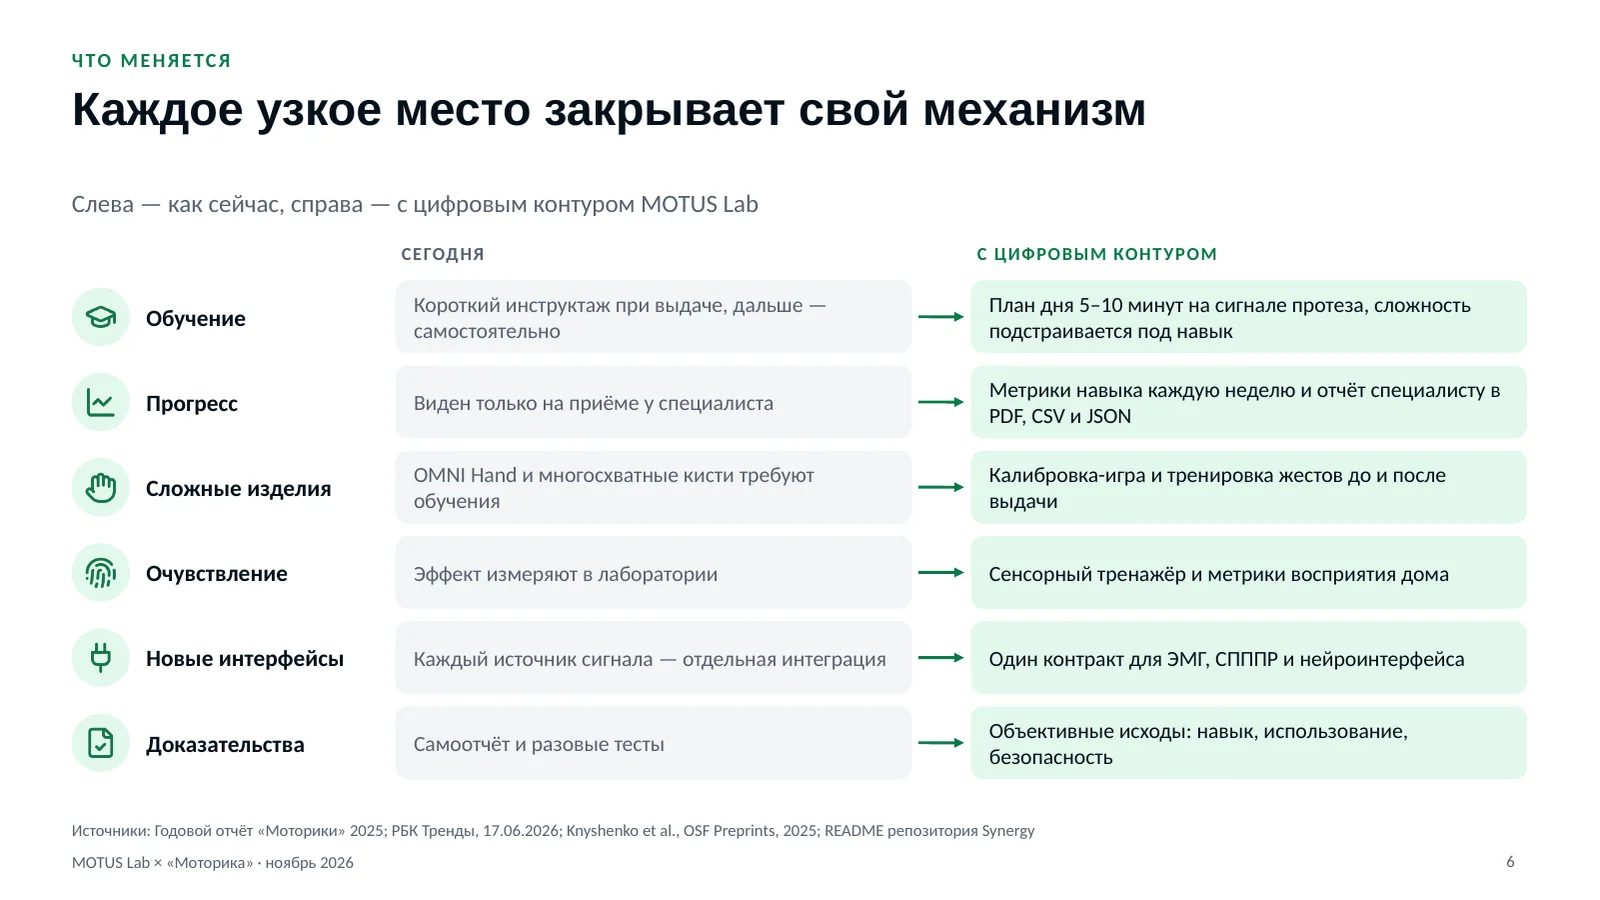 ЧТО МЕНЯЕТСЯ
Каждое узкое место закрывает свой механизм
Слева — как сейчас, справа — с цифровым контуром MOTUS Lab
СЕГОДНЯ
С ЦИФРОВЫМ КОНТУРОМ
Обучение
Короткий инструктаж при выдаче, дальше —
самостоятельно
План дня 5–10 минут на сигнале протеза, сложность
подстраивается под навык
Прогресс
Виден только на приёме у специалиста
Метрики навыка каждую неделю и отчёт специалисту в
PDF, CSV и JSON
Сложные изделия
OMNI Hand и многосхватные кисти требуют
обучения
Калибровка-игра и тренировка жестов до и после
выдачи
Очувствление
Эффект измеряют в лаборатории
Сенсорный тренажёр и метрики восприятия дома
Новые интерфейсы
Каждый источник сигнала — отдельная интеграция
Один контракт для ЭМГ, СПППР и нейроинтерфейса
Доказательства
Самоотчёт и разовые тесты
Объективные исходы: навык, использование,
безопасность
Источники: Годовой отчёт «Моторики» 2025; РБК Тренды, 17.06.2026; Knyshenko et al., OSF Preprints, 2025; README репозитория Synergy
MOTUS Lab × «Моторика» · ноябрь 2026
6